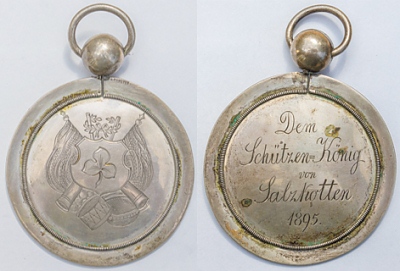 Dem
Schützen-König
von
Salzkotten
1895.